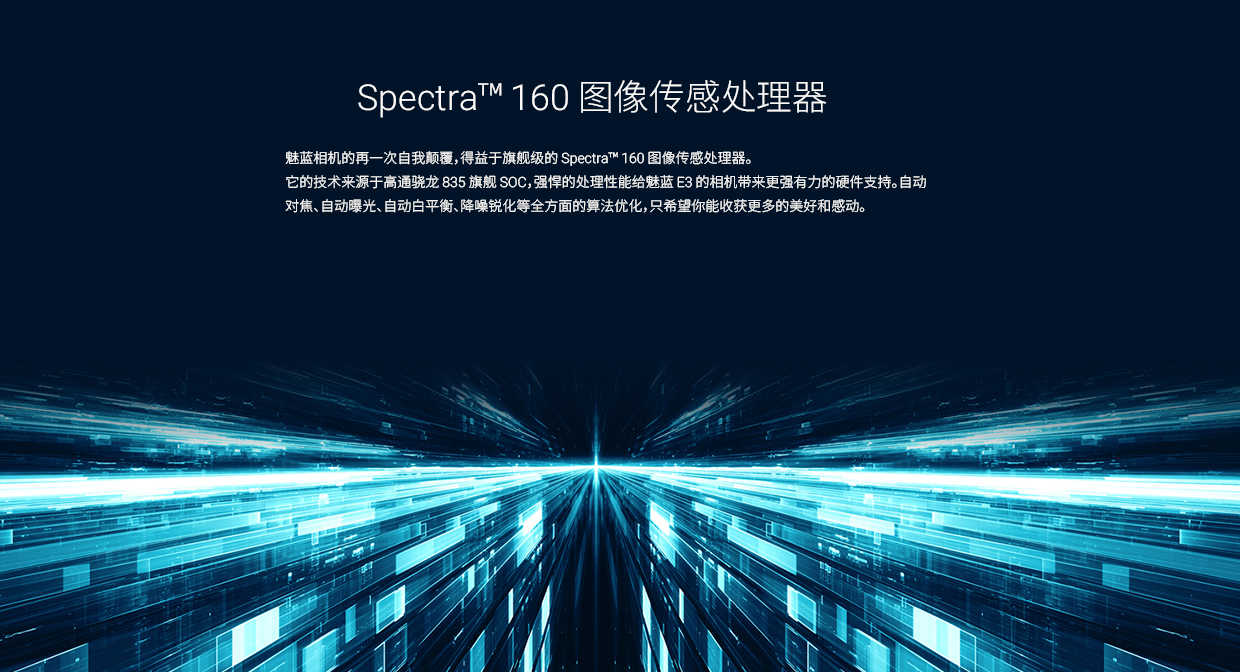 Spectra™ 160 图像传感处理器
魅蓝相机的再一次自我颠覆，得益于旗舰级的 Spectra™ 160 图像传感处理器。
它的技术来源于高通骁龙 835 旗舰 SOC，强悍的处理性能给魅蓝 E3 的相机带来更强有力的硬件支持。自动
对焦、自动曝光、自动白平衡、降噪锐化等全方面的算法优化，只希望你能收获更多的美好和感动。